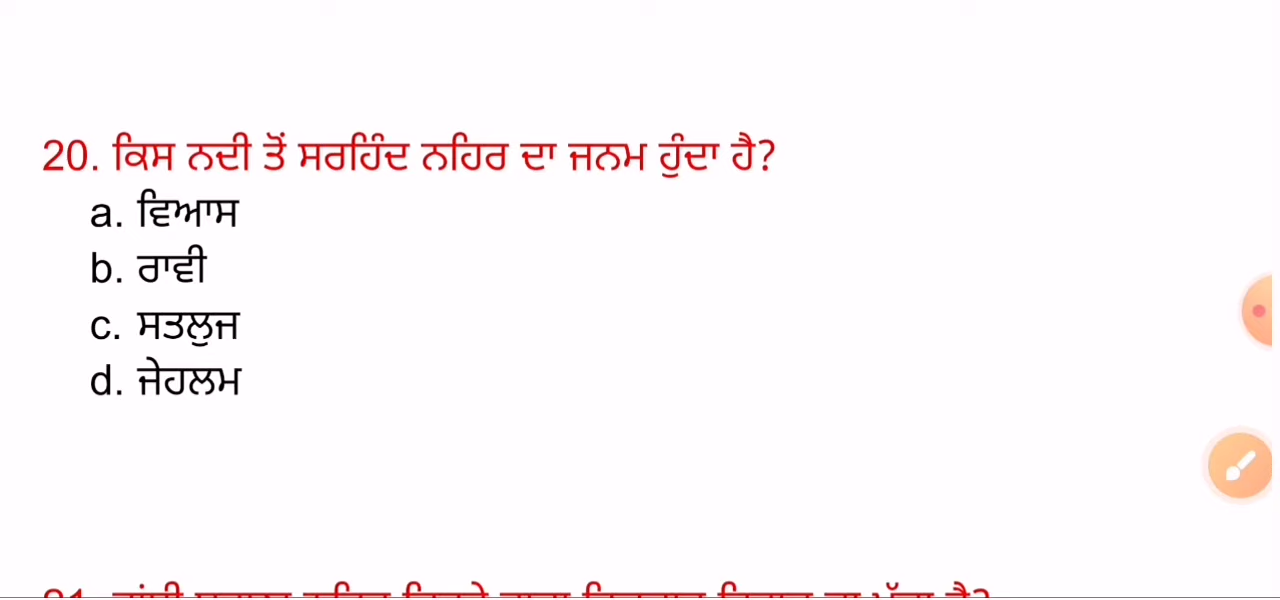 20. ਕਿਸ ਨਦੀ ਤੋਂ ਸਰਹਿੰਦ ਨਹਿਰ ਦਾ ਜਨਮ ਹੁੰਦਾ ਹੈ?
a. ਵਿਆਸ
b. ਰਾਵੀ
c. ਸਤਲੁਜ
d. ਜੇਹਲਮ